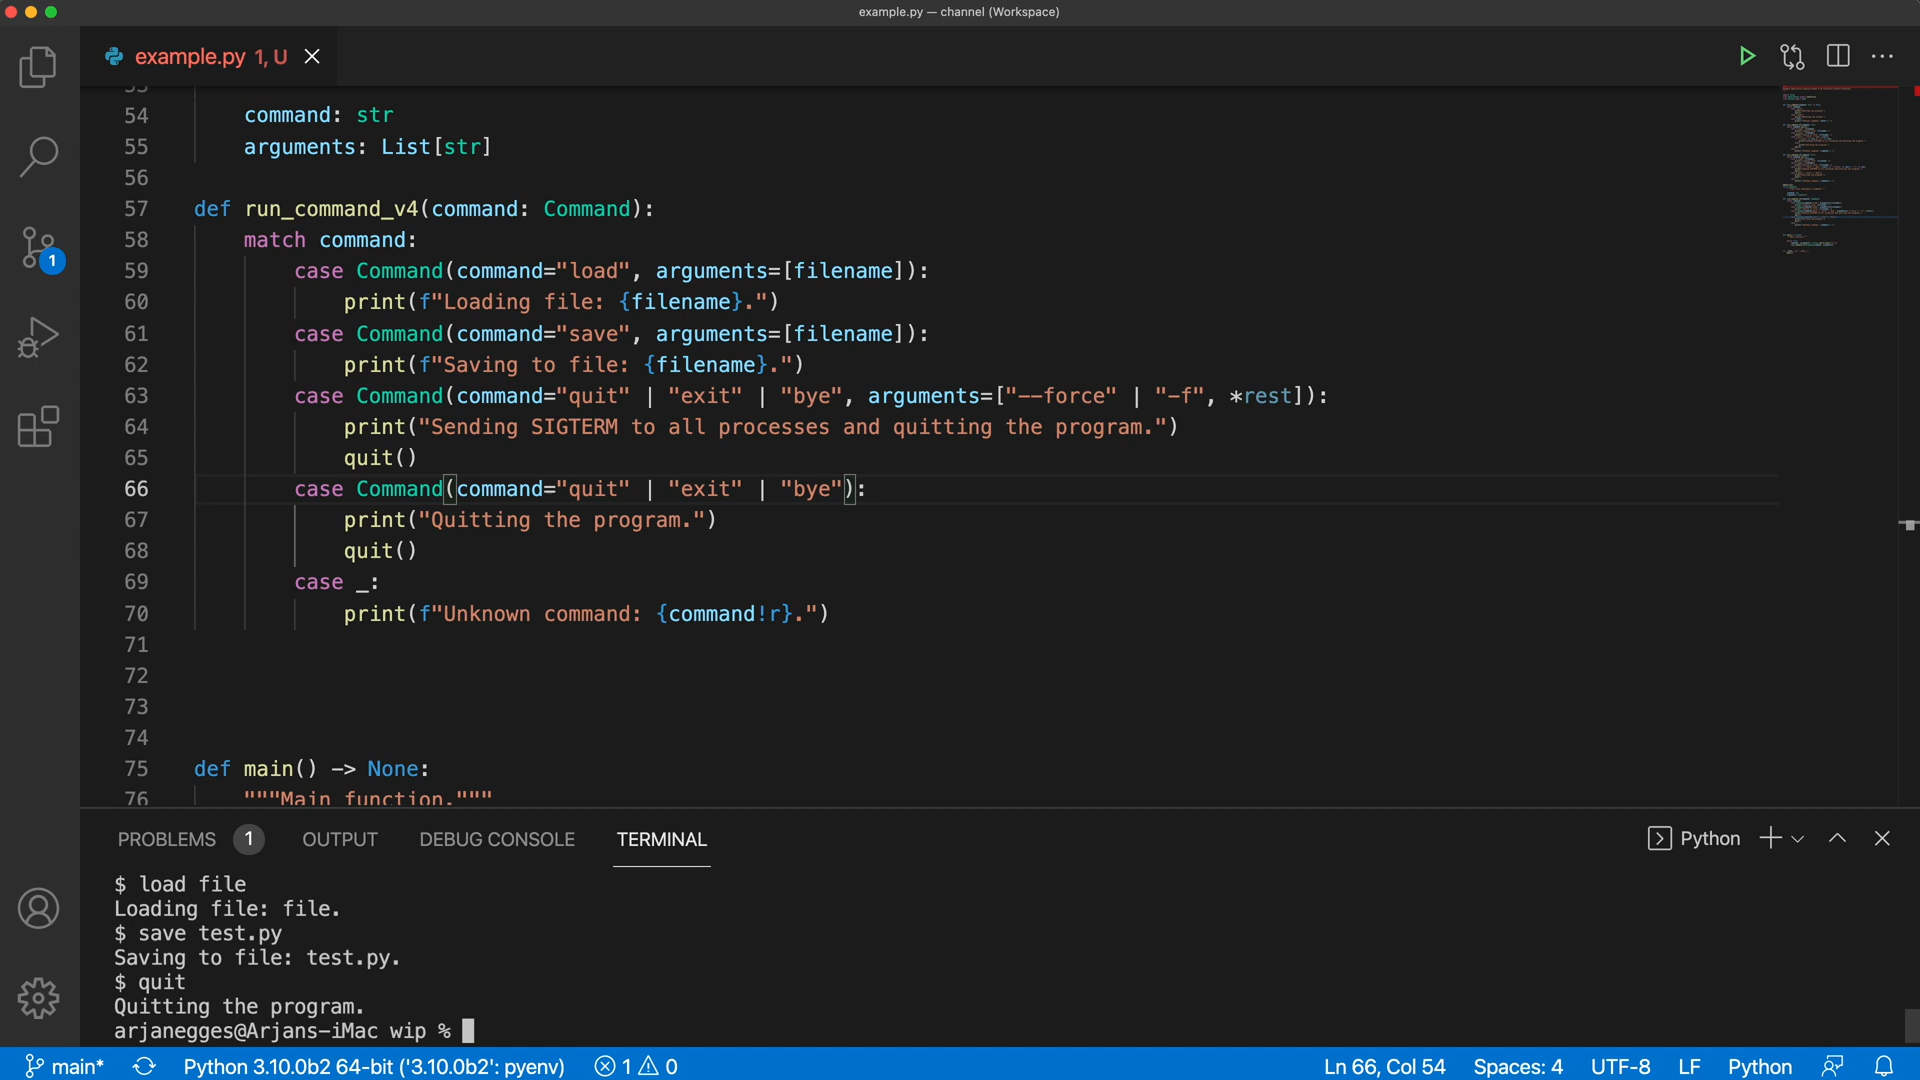 example.py — channel (Workspace)
example.py 1, U
53
54 command: str
55 arguments: List[str]
56
57 def run_command_v4(command: Command):
58 match command:
59 case Command(command="load", arguments=[filename]):
60 print(f"Loading file: {filename}.")
61 case Command(command="save", arguments=[filename]):
62 print(f"Saving to file: {filename}.")
63 case Command(command="quit" | "exit" | "bye", arguments=["--force" | "-f", *rest]):
64 print("Sending SIGTERM to all processes and quitting the program.")
65 quit()
66 case Command(command="quit" | "exit" | "bye"):
67 print("Quitting the program.")
68 quit()
69 case _:
70 print(f"Unknown command: {command!r}.")
71
72
73
74
75 def main() -> None:
76 """Main function."""
1
PROBLEMS 1 OUTPUT DEBUG CONSOLE TERMINAL Python
$ load file
Loading file: file.
$ save test.py
Saving to file: test.py.
$ quit
Quitting the program.
arjanegges@Arjans-iMac wip %
main* Python 3.10.0b2 64-bit ('3.10.0b2': pyenv) 1 0 Ln 66, Col 54 Spaces: 4 UTF-8 LF Python